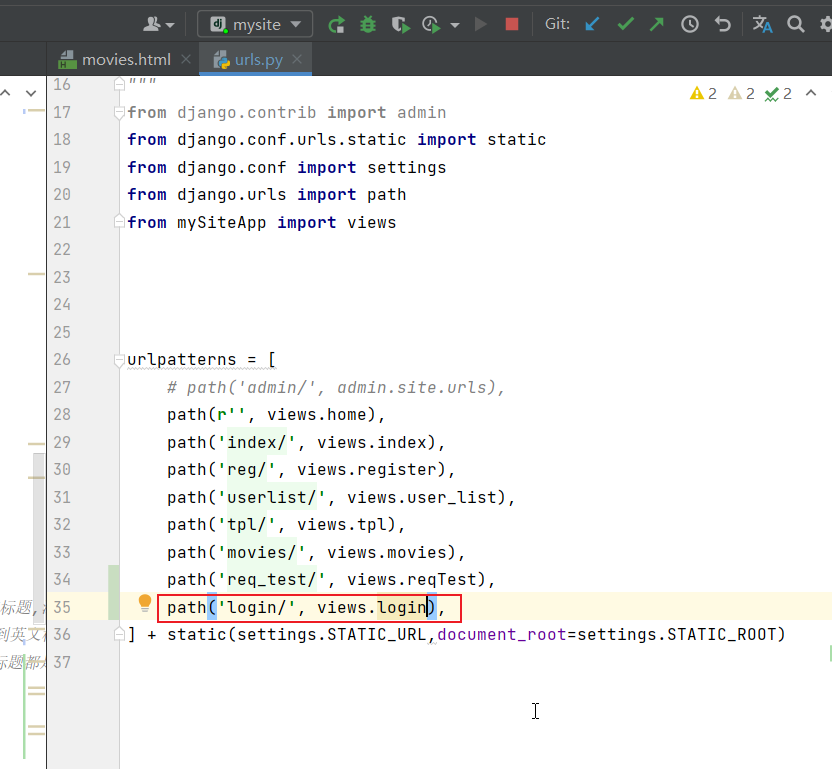 mysite
Git:
movies.html
urls.py
2 2 2
16 """
17 from django.contrib import admin
18 from django.conf.urls.static import static
19 from django.conf import settings
20 from django.urls import path
21 from mySiteApp import views
22
23
24
25
26 urlpatterns = [
27 # path('admin/', admin.site.urls),
28 path(r'', views.home),
29 path('index/', views.index),
30 path('reg/', views.register),
31 path('userlist/', views.user_list),
32 path('tpl/', views.tpl),
33 path('movies/', views.movies),
34 path('req_test/', views.reqTest),
标题,
35 path('login/', views.login),
到英文
36 ] + static(settings.STATIC_URL,document_root=settings.STATIC_ROOT)
标题都
37